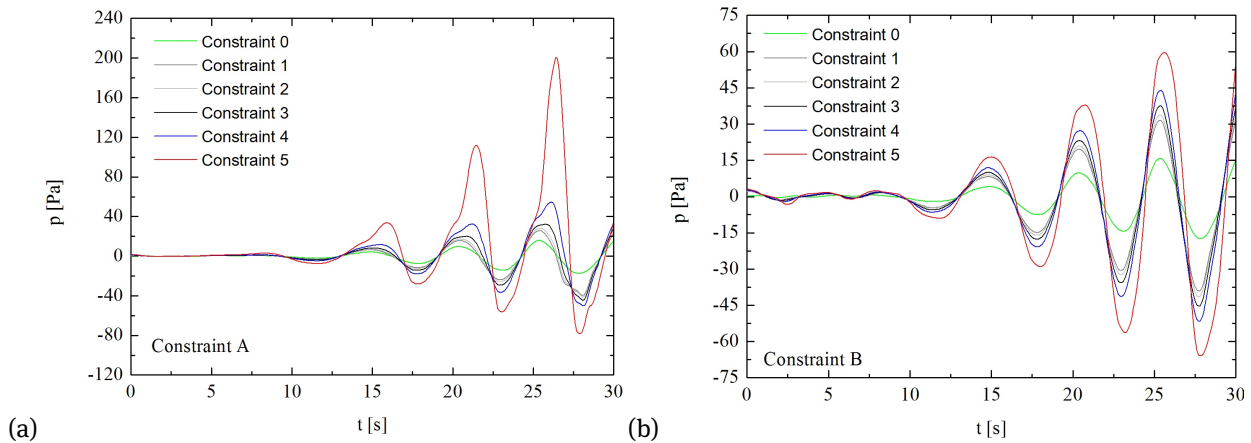 240
200
160
120
80
40
0
-40
-80
-120
p [Pa]
Constraint 0
Constraint 1
Constraint 2
Constraint 3
Constraint 4
Constraint 5
Constraint A
0 5 10 15 20 25 30
t [s]
(a)
75
60
45
30
15
0
-15
-30
-45
-60
-75
p [Pa]
Constraint 0
Constraint 1
Constraint 2
Constraint 3
Constraint 4
Constraint 5
Constraint B
0 5 10 15 20 25 30
t [s]
(b)